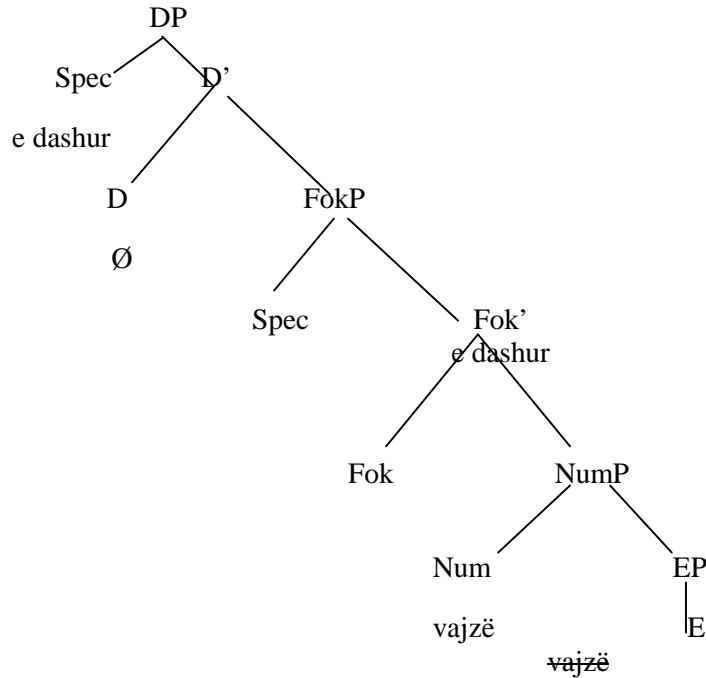 DP
Spec D’
e dashur
D FokP
Ø
Spec Fok’
e dashur
Fok NumP
Num EP
vajzë E
vajzë